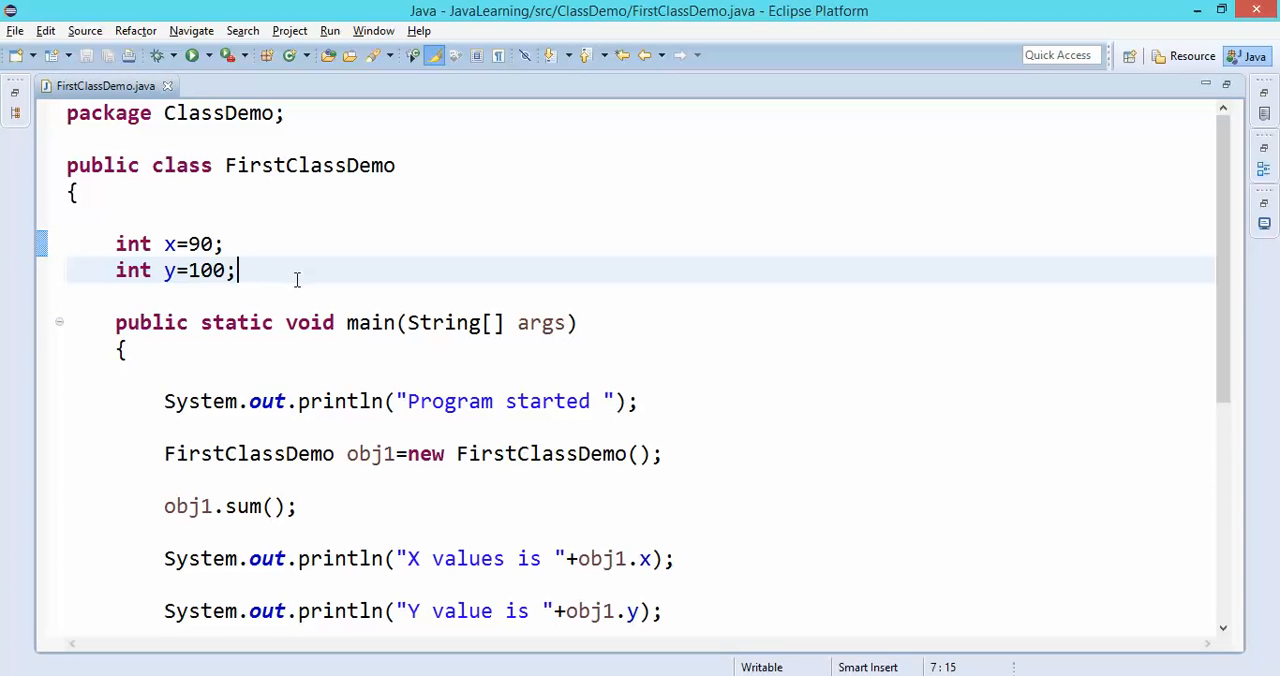 Java - JavaLearning/src/ClassDemo/FirstClassDemo.java - Eclipse Platform
File Edit Source Refactor Navigate Search Project Run Window Help
Quick Access Resource Java
FirstClassDemo.java
package ClassDemo;
public class FirstClassDemo
{
int x=90;
int y=100;
public static void main(String[] args)
{
System.out.println("Program started ");
FirstClassDemo obj1=new FirstClassDemo();
obj1.sum();
System.out.println("X values is "+obj1.x);
System.out.println("Y value is "+obj1.y);
Writable Smart Insert 7 : 15